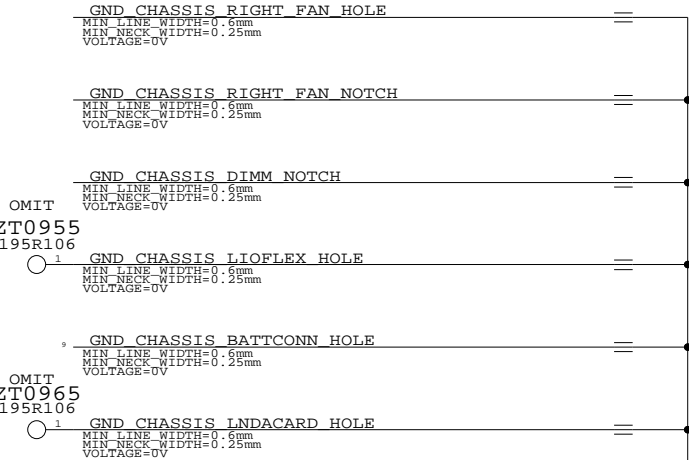 GND_CHASSIS_RIGHT_FAN_HOLE
MIN_LINE_WIDTH=0.6mm
MIN_NECK_WIDTH=0.25mm
VOLTAGE=0V
GND_CHASSIS_RIGHT_FAN_NOTCH
MIN_LINE_WIDTH=0.6mm
MIN_NECK_WIDTH=0.25mm
VOLTAGE=0V
GND_CHASSIS_DIMM_NOTCH
MIN_LINE_WIDTH=0.6mm
MIN_NECK_WIDTH=0.25mm
VOLTAGE=0V
OMIT
ZT0955
195R106
1
GND_CHASSIS_LIOFLEX_HOLE
MIN_LINE_WIDTH=0.6mm
MIN_NECK_WIDTH=0.25mm
VOLTAGE=0V
9
GND_CHASSIS_BATTCONN_HOLE
MIN_LINE_WIDTH=0.6mm
MIN_NECK_WIDTH=0.25mm
VOLTAGE=0V
OMIT
ZT0965
195R106
1
GND_CHASSIS_LNDACARD_HOLE
MIN_LINE_WIDTH=0.6mm
MIN_NECK_WIDTH=0.25mm
VOLTAGE=0V